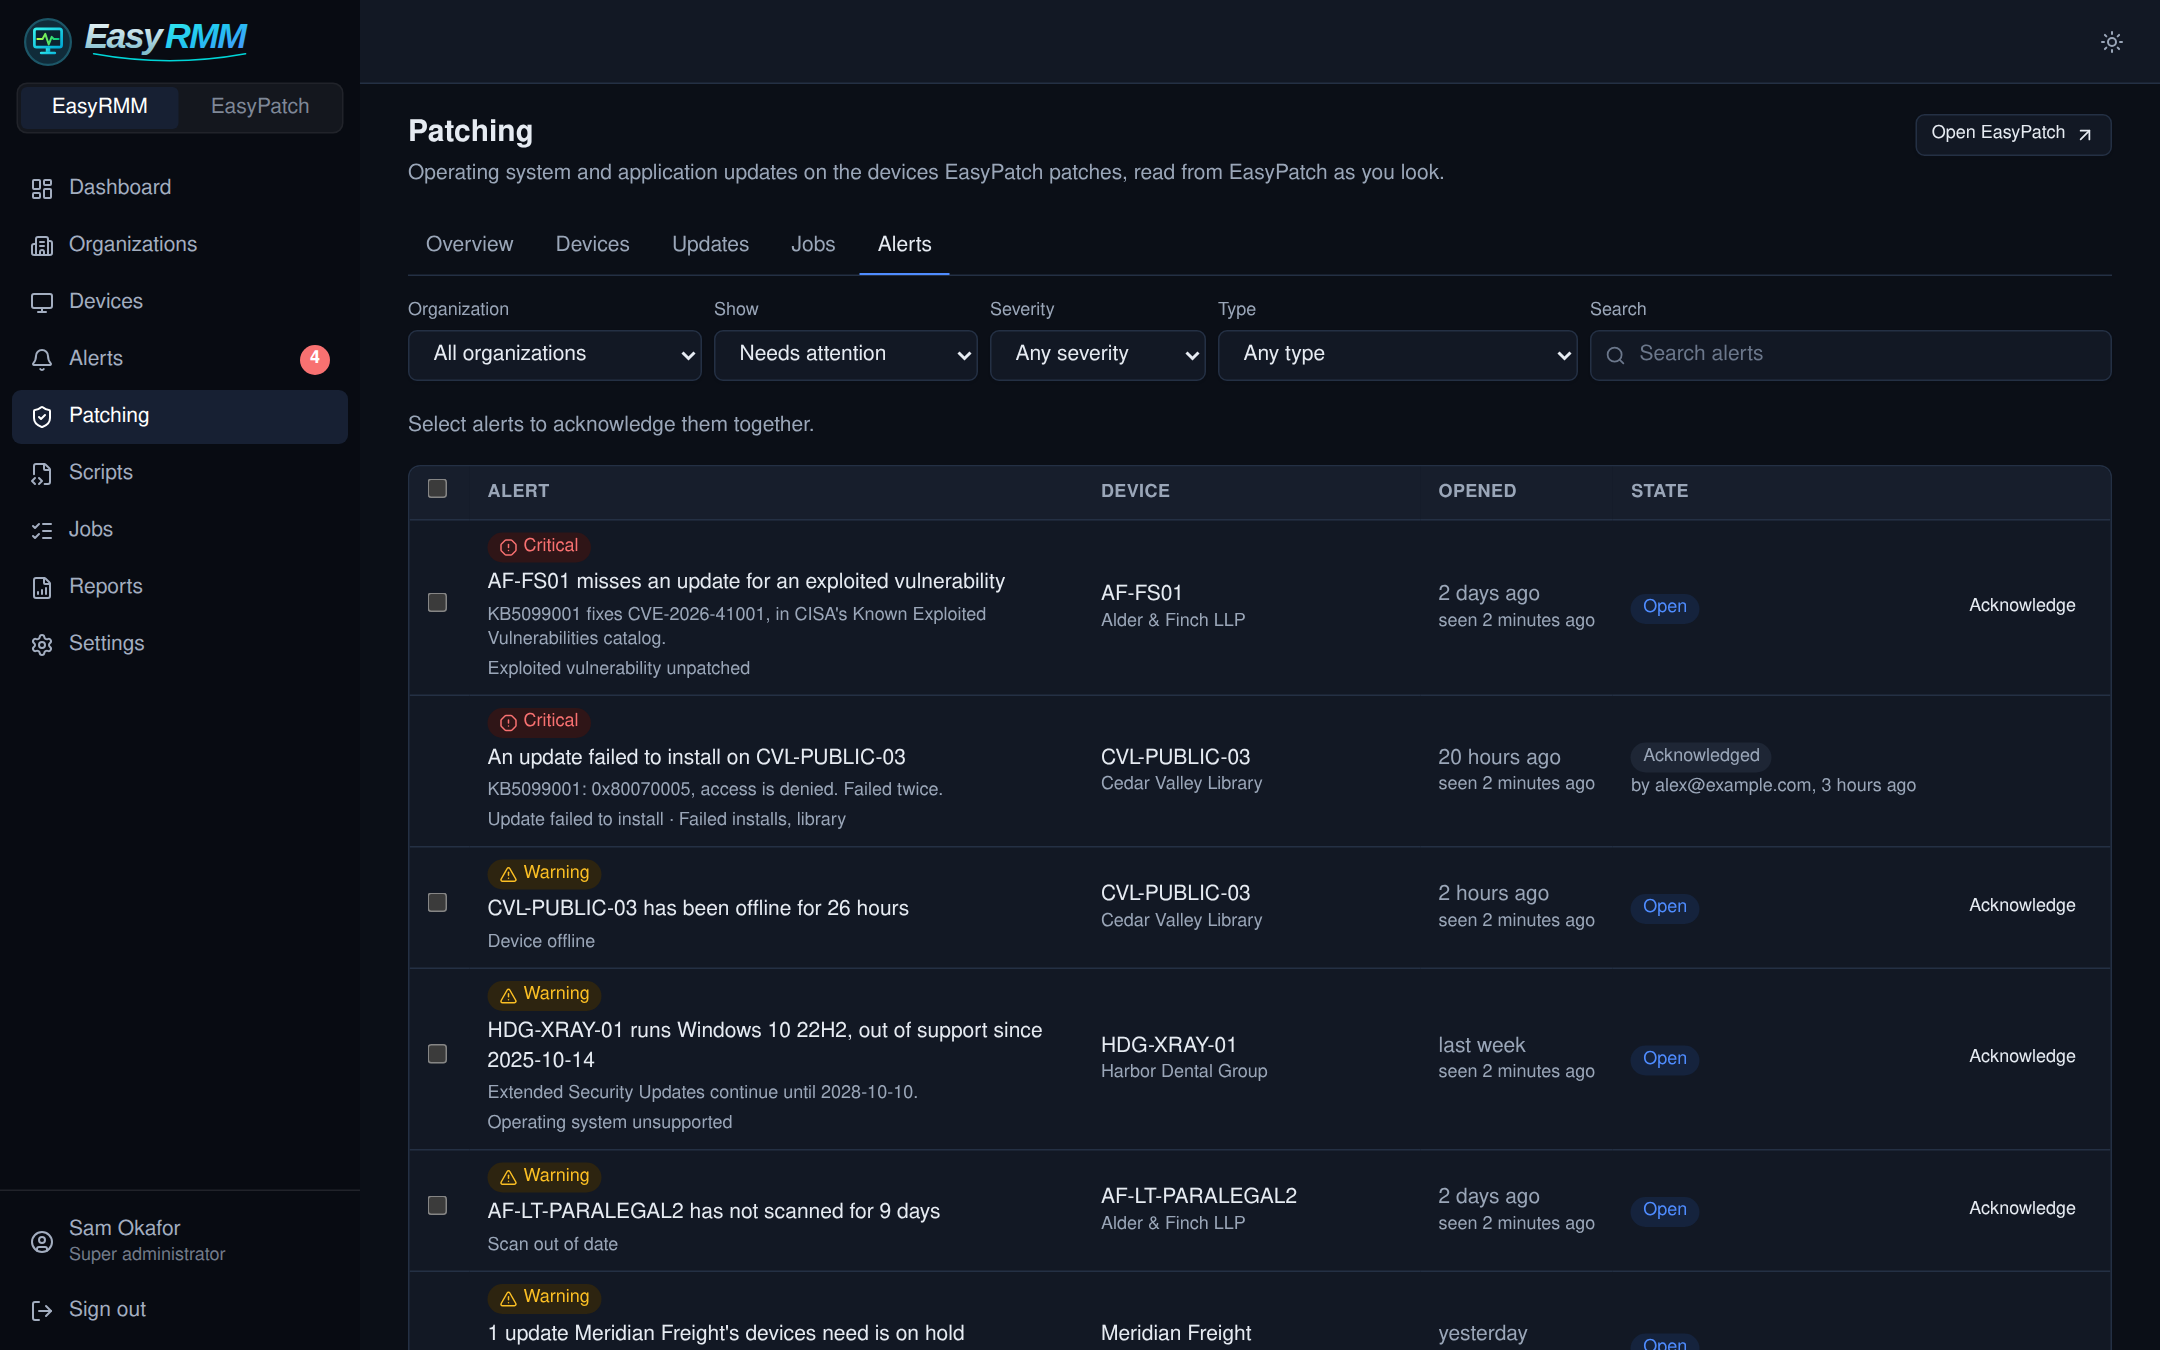 EasyRMM
EasyRMM
EasyPatch
Dashboard
Organizations
Devices
Alerts
4
Patching
Scripts
Jobs
Reports
Settings
Sam Okafor
Super administrator
Sign out
Patching
Operating system and application updates on the devices EasyPatch patches, read from EasyPatch as you look.
Open EasyPatch
Overview
Devices
Updates
Jobs
Alerts
Organization
Show
Severity
Type
Search
All organizations
Needs attention
Any severity
Any type
Search alerts
Select alerts to acknowledge them together.
ALERT
DEVICE
OPENED
STATE
Critical
AF-FS01 misses an update for an exploited vulnerability
KB5099001 fixes CVE-2026-41001, in CISA's Known Exploited
Vulnerabilities catalog.
Exploited vulnerability unpatched
AF-FS01
Alder & Finch LLP
2 days ago
seen 2 minutes ago
Open
Acknowledge
Critical
An update failed to install on CVL-PUBLIC-03
KB5099001: 0x80070005, access is denied. Failed twice.
Update failed to install · Failed installs, library
CVL-PUBLIC-03
Cedar Valley Library
20 hours ago
seen 2 minutes ago
Acknowledged
by alex@example.com, 3 hours ago
Warning
CVL-PUBLIC-03 has been offline for 26 hours
Device offline
CVL-PUBLIC-03
Cedar Valley Library
2 hours ago
seen 2 minutes ago
Open
Acknowledge
Warning
HDG-XRAY-01 runs Windows 10 22H2, out of support since
2025-10-14
Extended Security Updates continue until 2028-10-10.
Operating system unsupported
HDG-XRAY-01
Harbor Dental Group
last week
seen 2 minutes ago
Open
Acknowledge
Warning
AF-LT-PARALEGAL2 has not scanned for 9 days
Scan out of date
AF-LT-PARALEGAL2
Alder & Finch LLP
2 days ago
seen 2 minutes ago
Open
Acknowledge
Warning
1 update Meridian Freight's devices need is on hold
Meridian Freight
yesterday
Open